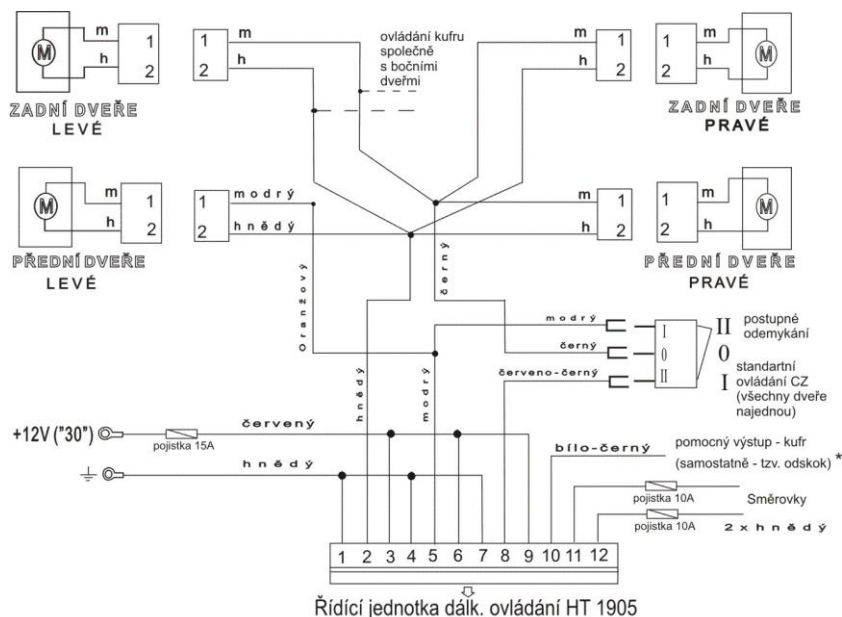 m
h
1
2
M
ZADNÍ DVEŘE
LEVÉ
1
2
m
h
ovládání kufru
společně
s bočními
dveřmi
m
h
1
2
m
h
M
ZADNÍ DVEŘE
PRAVÉ
m
h
1
2
M
PŘEDNÍ DVEŘE
LEVÉ
1
2
modrý
hnědý
m
h
1
2
m
h
M
PŘEDNÍ DVEŘE
PRAVÉ
Oranžový
černý
hnědý
modrý
modrý
černý
červeno-černý
I
0
II
II
0
I
postupné
odemykání
standartní
ovládání CZ
(všechny dveře
najednou)
+12V ("30")
pojistka 15A
červený
hnědý
bílo-černý
pomocný výstup - kufr
(samostatně - tzv. odskok) *
pojistka 10A
Směrovky
pojistka 10A
2 x hnědý
1 2 3 4 5 6 7 8 9 10 11 12
Řídící jednotka dálk. ovládání HT 1905